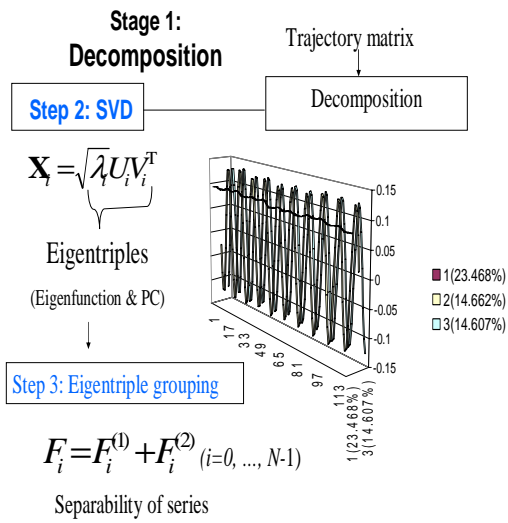 Stage 1:
Decomposition
Trajectory matrix
Step 2: SVD
Decomposition
X_i = √λ_i U_i V_i^T
Eigentriples
(Eigenfunction & PC)
0.15
0.1
0.05
0
-0.05
-0.1
-0.15
1(23.468%)
2(14.662%)
3(14.607%)
1
17
33
49
65
81
97
113
1(23.468%)
3(14.607%)
Step 3: Eigentriple grouping
F_i = F_i^(1) + F_i^(2) (i=0, ..., N-1)
Separability of series